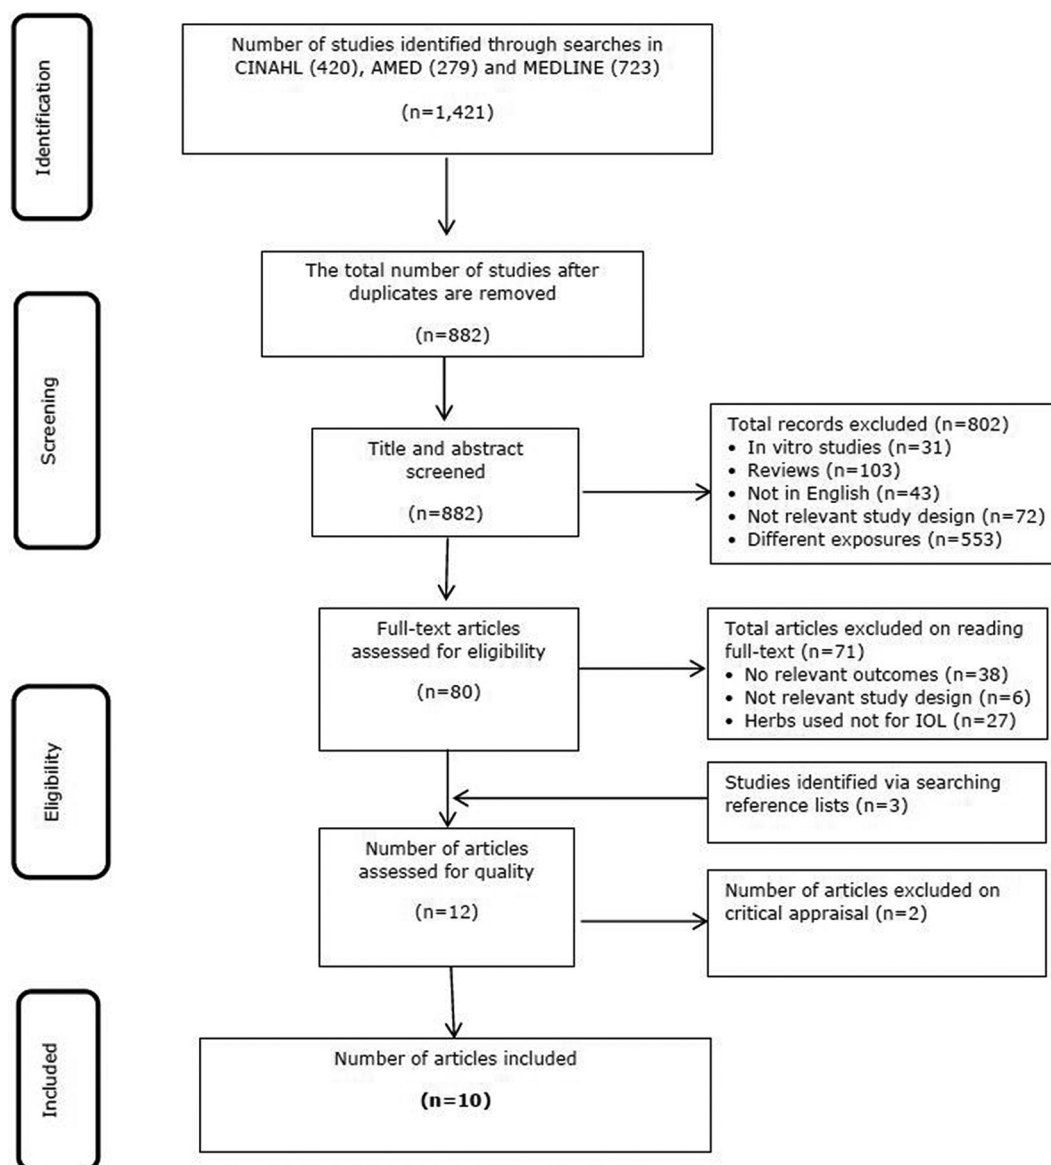 Identification
Number of studies identified through searches in
CINAHL (420), AMED (279) and MEDLINE (723)
(n=1,421)
Screening
The total number of studies after
duplicates are removed
(n=882)
Title and abstract
screened
(n=882)
Total records excluded (n=802)
• In vitro studies (n=31)
• Reviews (n=103)
• Not in English (n=43)
• Not relevant study design (n=72)
• Different exposures (n=553)
Eligibility
Full-text articles
assessed for eligibility
(n=80)
Total articles excluded on reading
full-text (n=71)
• No relevant outcomes (n=38)
• Not relevant study design (n=6)
• Herbs used not for IOL (n=27)
Studies identified via searching
reference lists (n=3)
Number of articles
assessed for quality
(n=12)
Number of articles excluded on
critical appraisal (n=2)
Included
Number of articles included
(n=10)